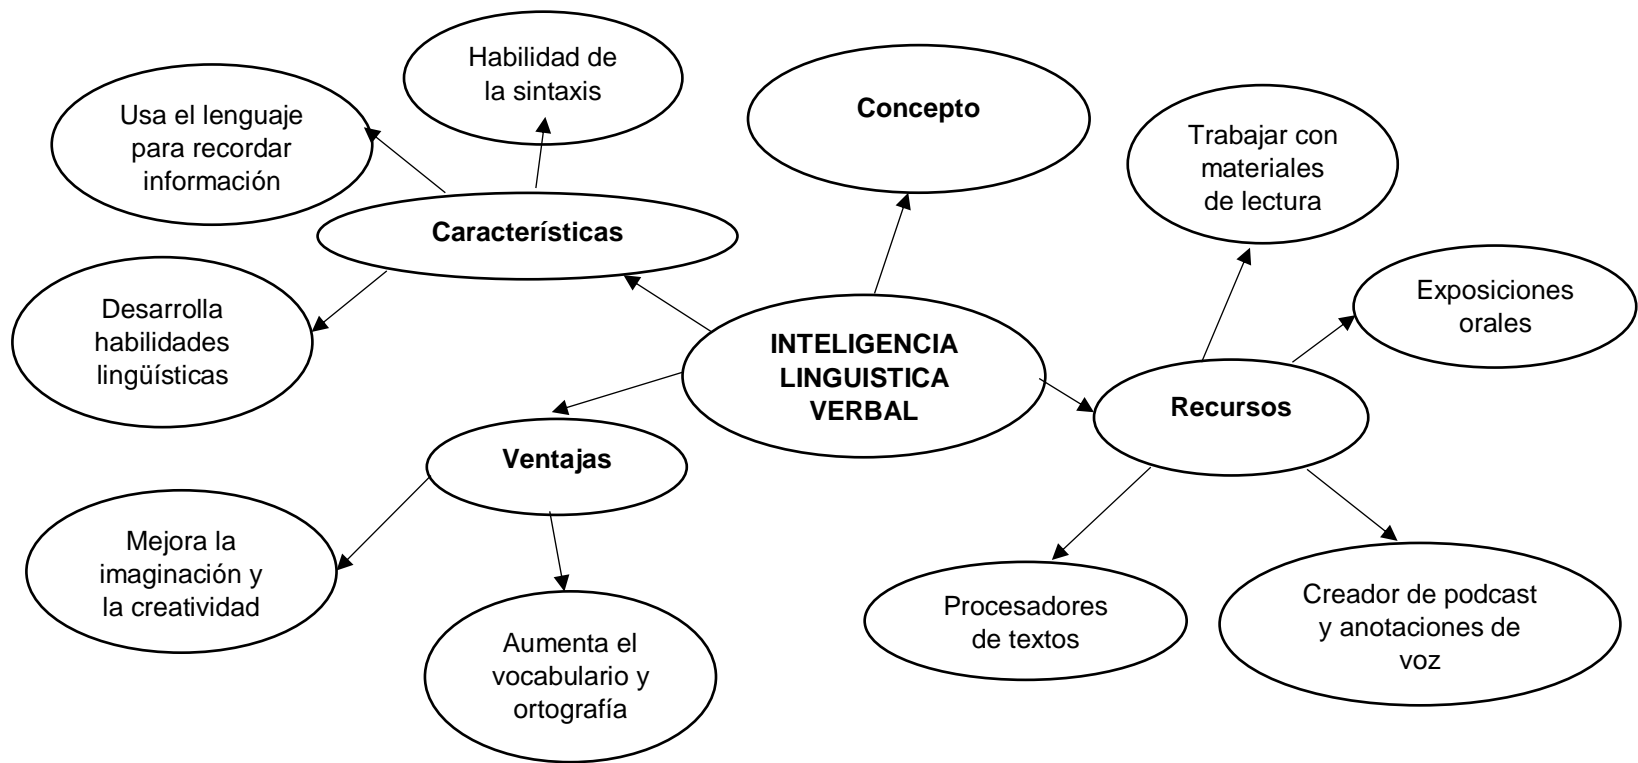 Habilidad de
la sintaxis
Concepto
Usa el lenguaje
para recordar
información
Trabajar con
materiales
de lectura
Características
Exposiciones
orales
Desarrolla
habilidades
lingüísticas
INTELIGENCIA
LINGUISTICA
VERBAL
Recursos
Ventajas
Mejora la
imaginación y
la creatividad
Procesadores
de textos
Creador de podcast
y anotaciones de
voz
Aumenta el
vocabulario y
ortografía